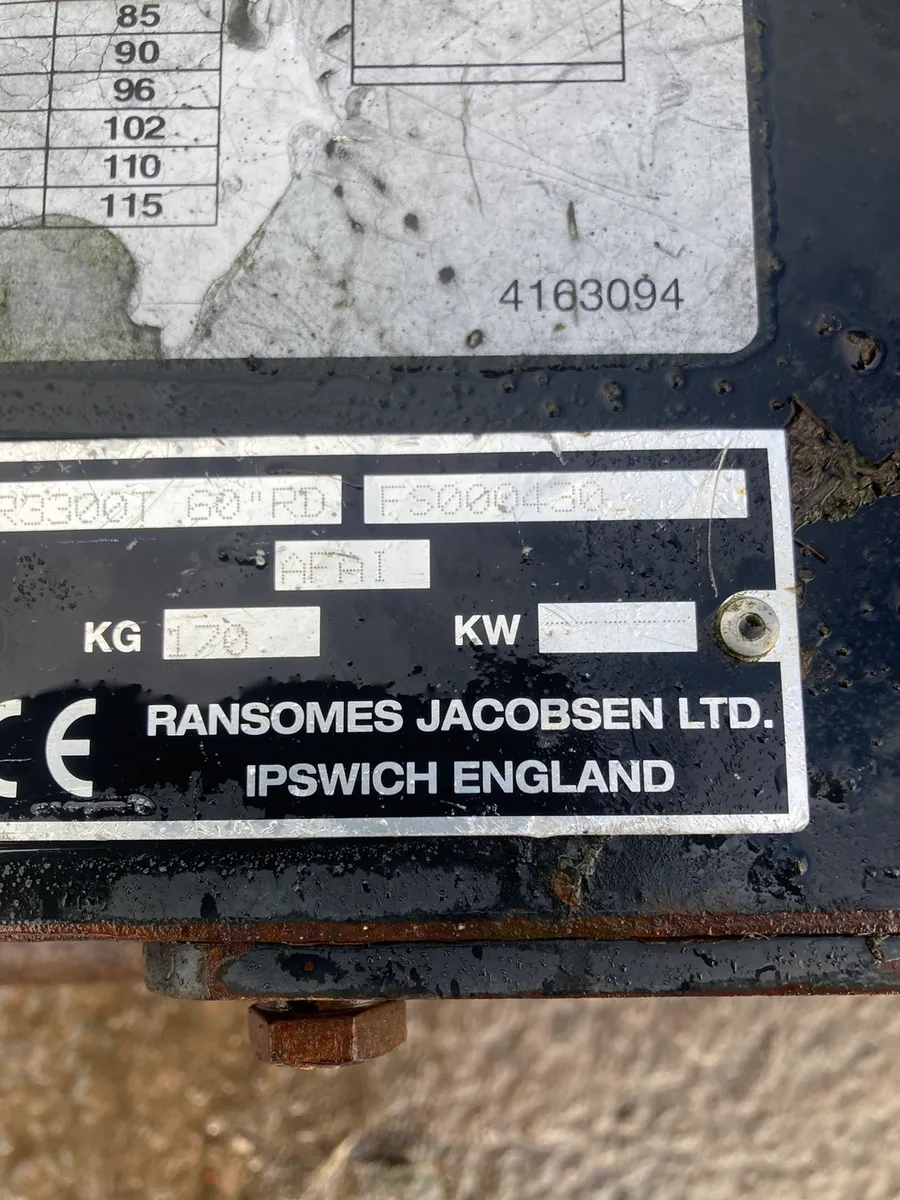 85
90
96
102
110
115
4163094
R3300T 60"RD. FS000430
AFAI
KG 170 KW -----
CE
RANSOMES JACOBSEN LTD.
IPSWICH ENGLAND